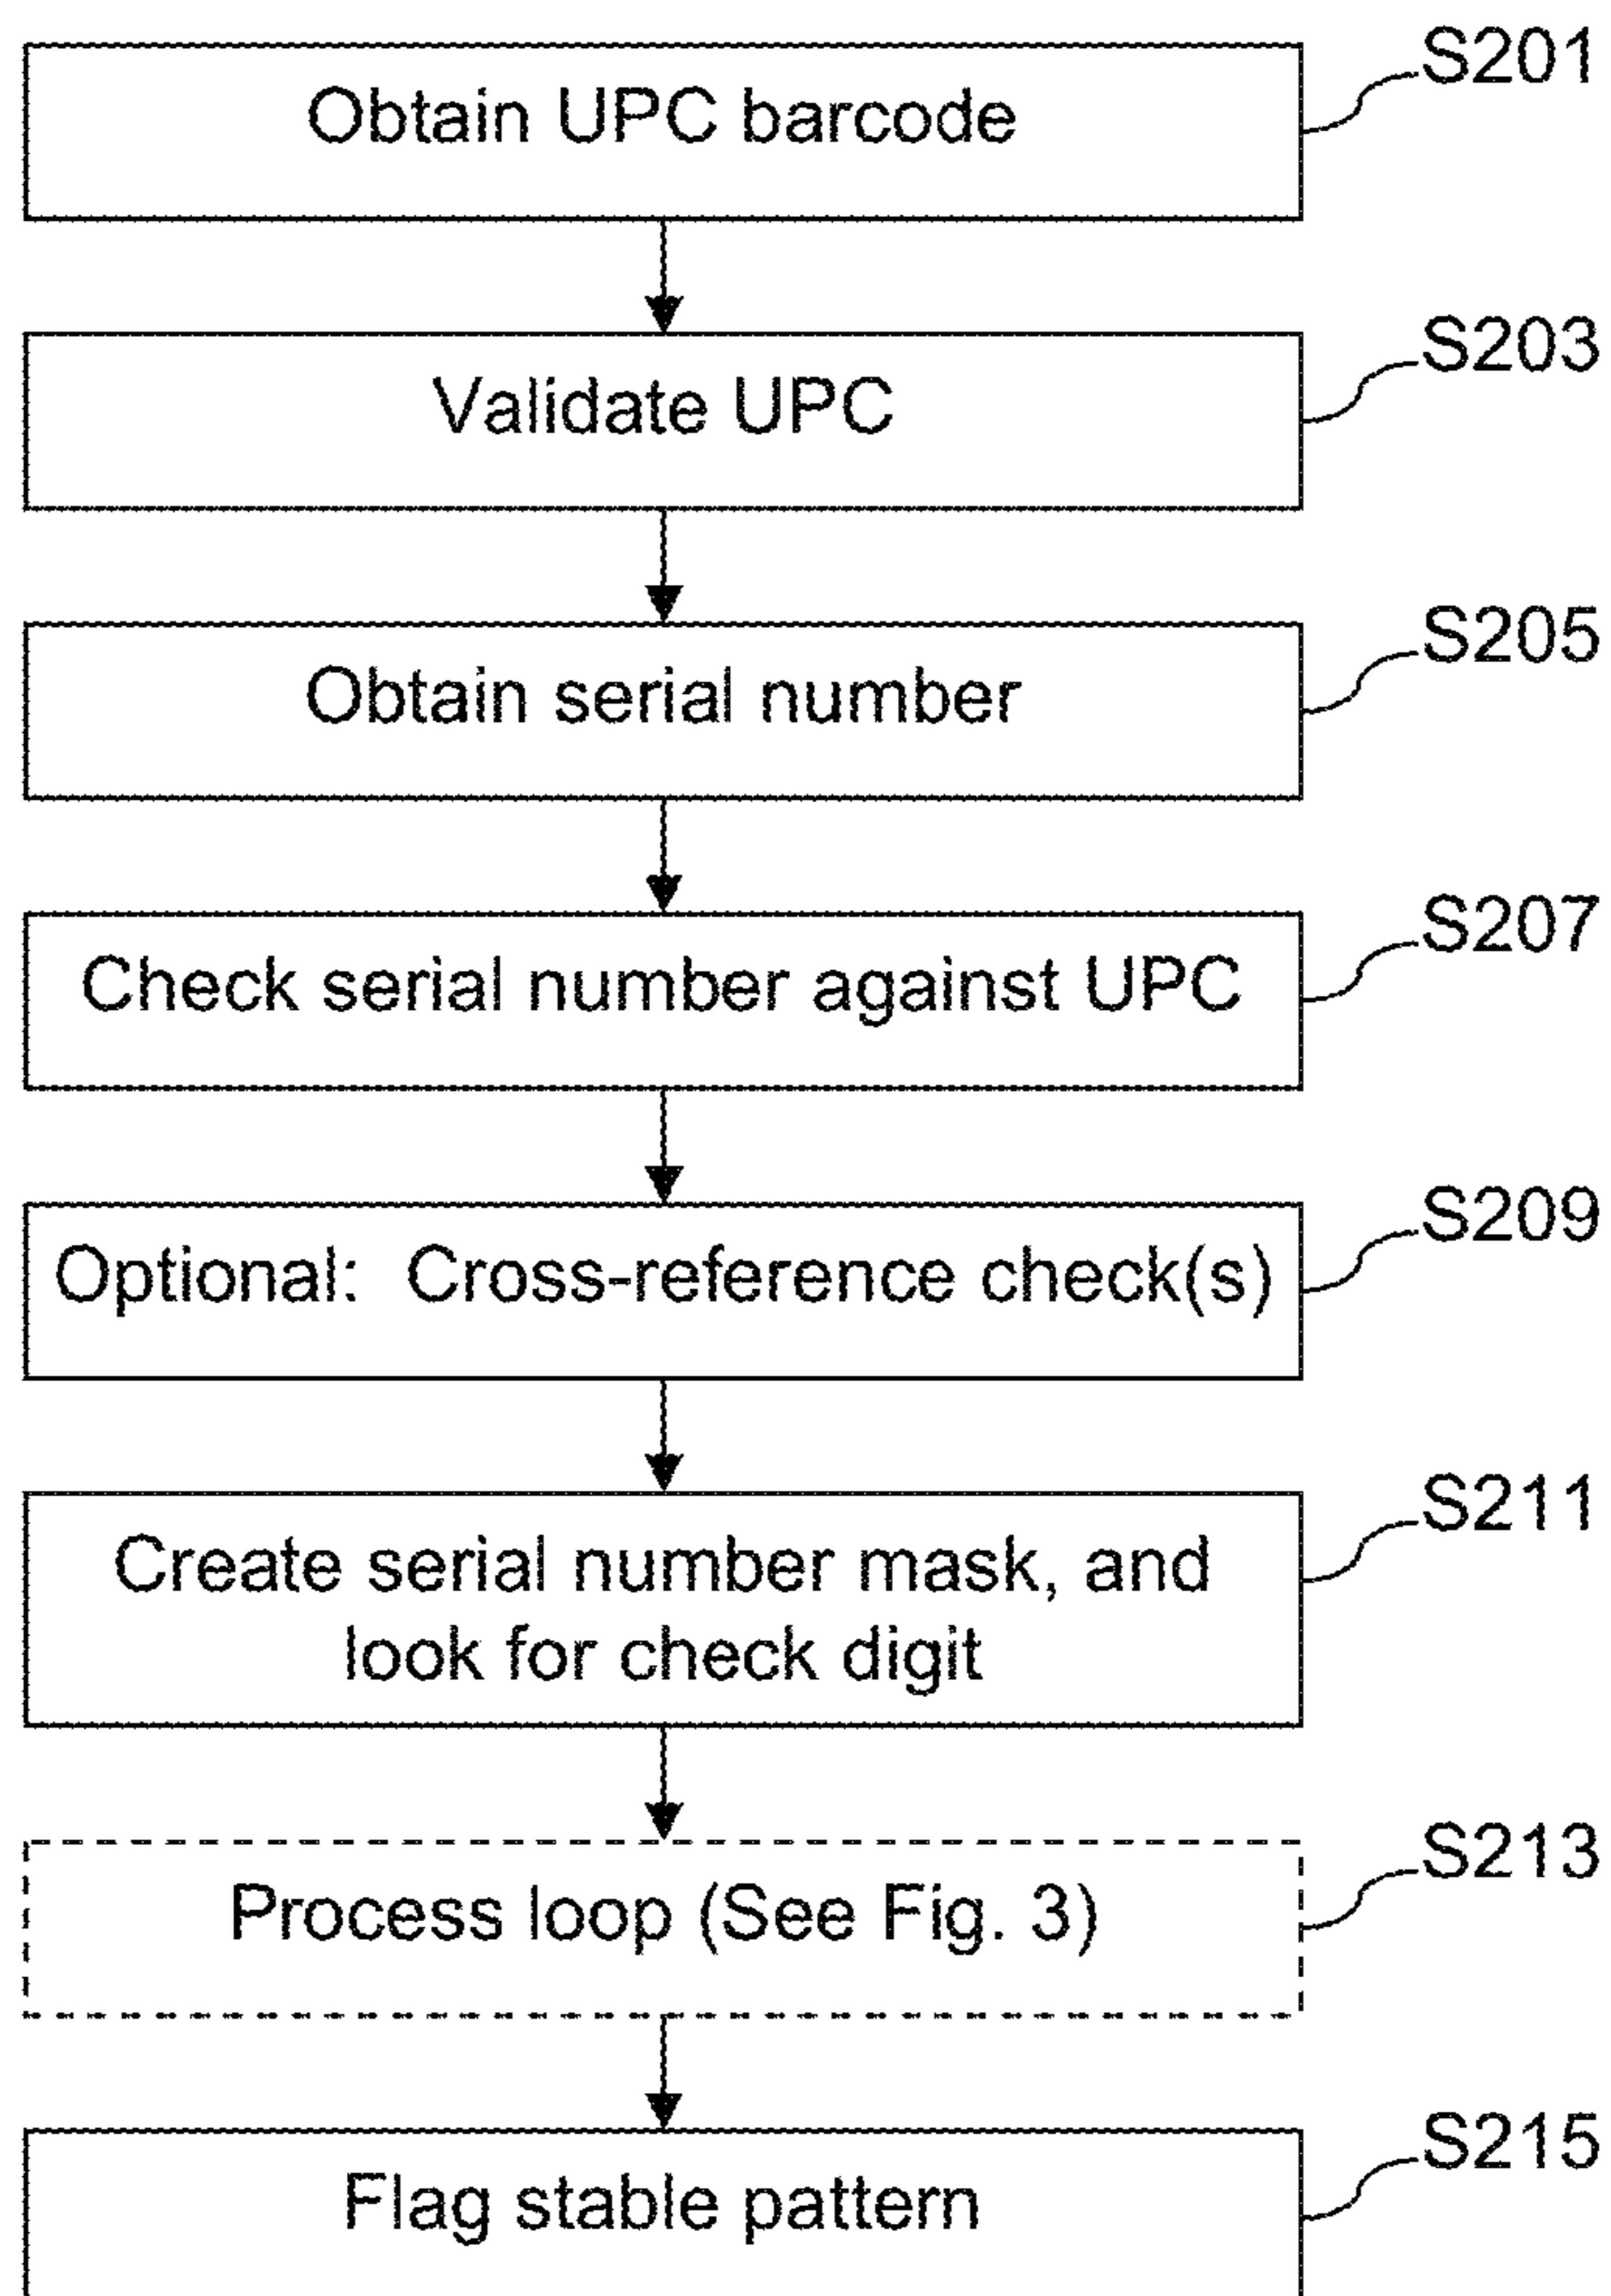 Obtain UPC barcode
S201
Validate UPC
S203
Obtain serial number
S205
Check serial number against UPC
S207
Optional: Cross-reference check(s)
S209
Create serial number mask, and
look for check digit
S211
Process loop (See Fig. 3)
S213
Flag stable pattern
S215